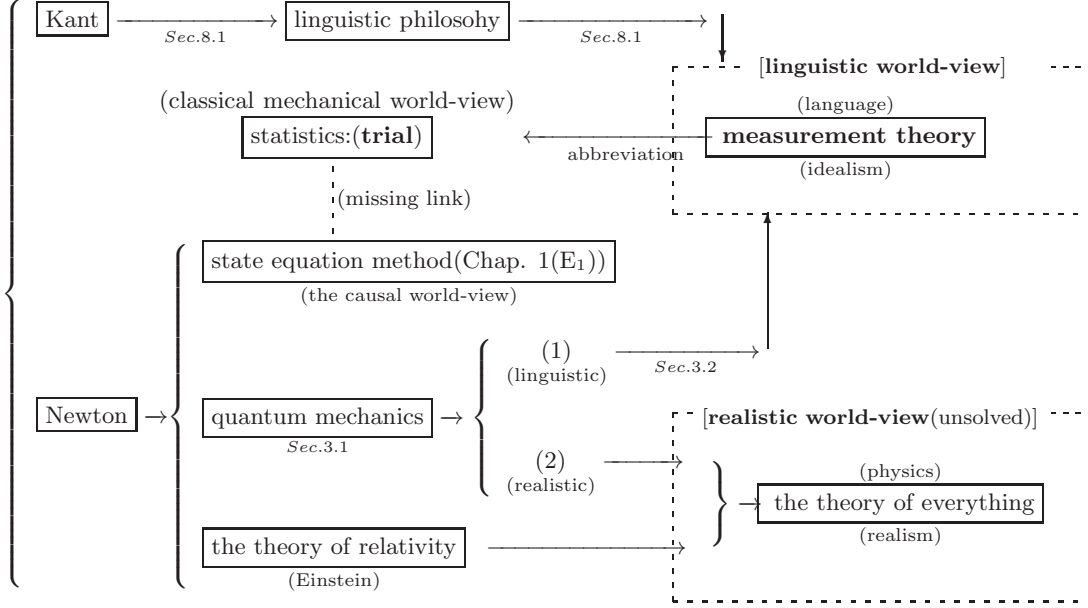 Kant
Sec.8.1
linguistic philosohy
Sec.8.1
[linguistic world-view]
(classical mechanical world-view)
(language)
statistics:(trial)
abbreviation
measurement theory
(idealism)
(missing link)
state equation method(Chap. 1(E₁))
(the causal world-view)
(1)
(linguistic)
Sec.3.2
Newton
quantum mechanics
Sec.3.1
[realistic world-view(unsolved)]
(2)
(realistic)
(physics)
the theory of everything
(realism)
the theory of relativity
(Einstein)